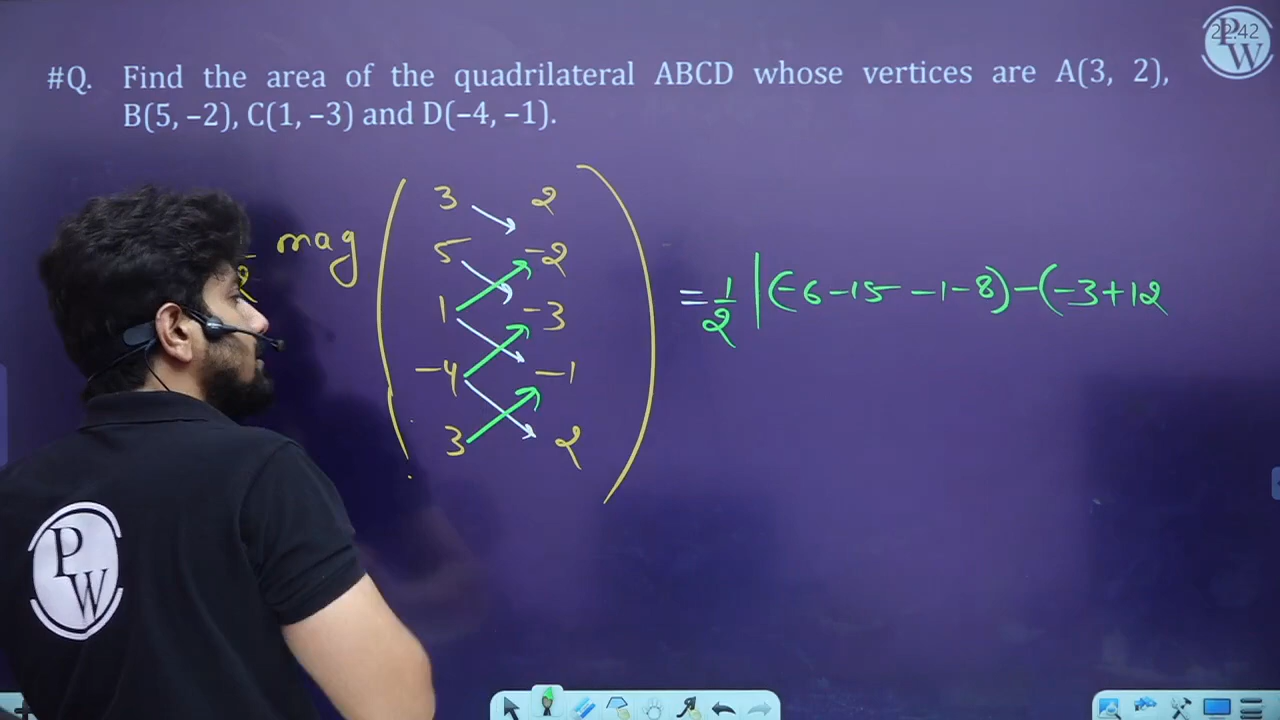 22:42
PW
#Q. Find the area of the quadrilateral ABCD whose vertices are A(3, 2),
B(5, –2), C(1, –3) and D(–4, –1).
mag
3 2
5 -2
1 -3
-4 -1
3 2
= 1/2 |(-6-15-1-8)-(-3+12
PW